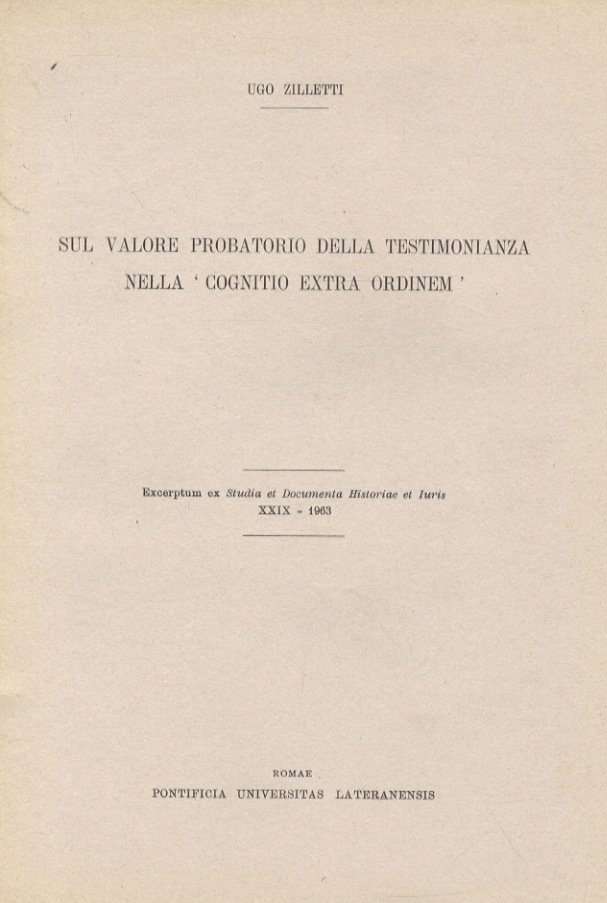 UGO ZILLETTI
SUL VALORE PROBATORIO DELLA TESTIMONIANZA
NELLA ‘ COGNITIO EXTRA ORDINEM ’
Excerptum ex Studia et Documenta Historiae et Iuris
XXIX – 1963
ROMAE
PONTIFICIA UNIVERSITAS LATERANENSIS